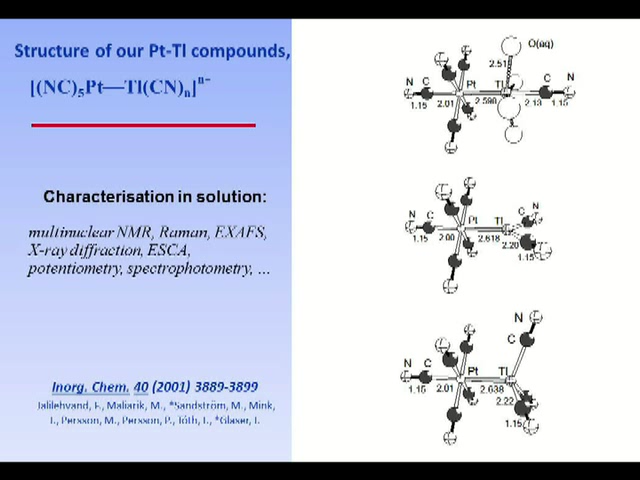 Structure of our Pt-Tl compounds,
[(NC)₅Pt—Tl(CN)ₙ]ⁿ⁻
Characterisation in solution:
multinuclear NMR, Raman, EXAFS,
X-ray diffraction, ESCA,
potentiometry, spectrophotometry, ...
Inorg. Chem. 40 (2001) 3889-3899
Jalilehvand, F., Maliarik, M., *Sandström, M., Mink,
J., Persson, M., Persson, P., Tóth, I., *Glaser, J.
O(eq)
2.51
N C Pt Tl C N
1.15 2.01 2.598 2.13 1.15
N C Pt Tl C N
1.15 2.00 2.618 2.20
1.15
N
C
N C Pt Tl
1.15 2.01 2.638 2.22
1.15